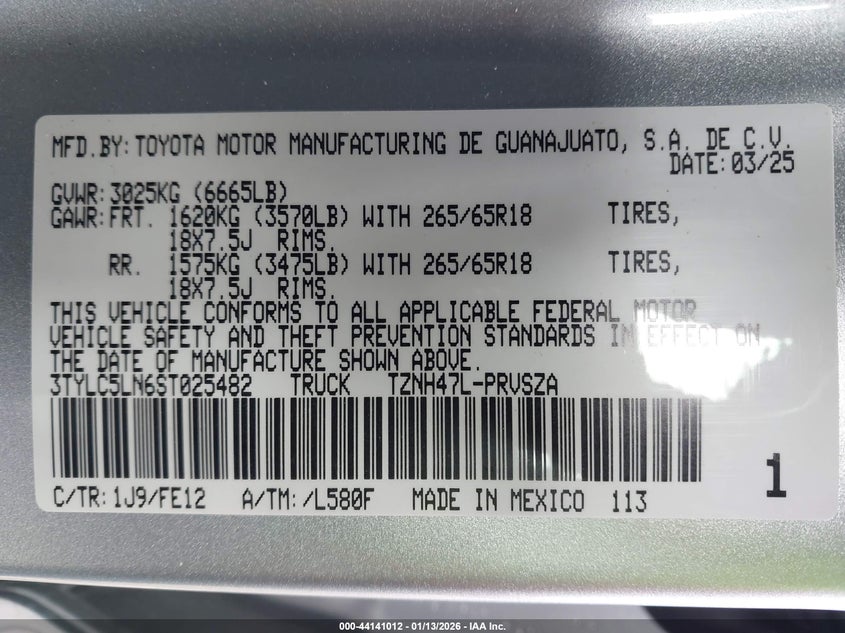 MFD.BY: TOYOTA MOTOR MANUFACTURING DE GUANAJUATO, S.A. DE C.V.
DATE: 03/25
GVWR: 3025KG (6665LB)
GAWR: FRT. 1620KG (3570LB) WITH 265/65R18 TIRES,
18X7.5J RIMS.
RR. 1575KG (3475LB) WITH 265/65R18 TIRES,
18X7.5J RIMS.
THIS VEHICLE CONFORMS TO ALL APPLICABLE FEDERAL MOTOR
VEHICLE SAFETY AND THEFT PREVENTION STANDARDS IN EFFECT ON
THE DATE OF MANUFACTURE SHOWN ABOVE.
3TYLC5LN6ST025482 TRUCK TZNH47L-PRVSZA
1
C/TR: 1J9/FE12 A/TM: /L580F MADE IN MEXICO 113
000-44141012 - 01/13/2026 - IAA Inc.